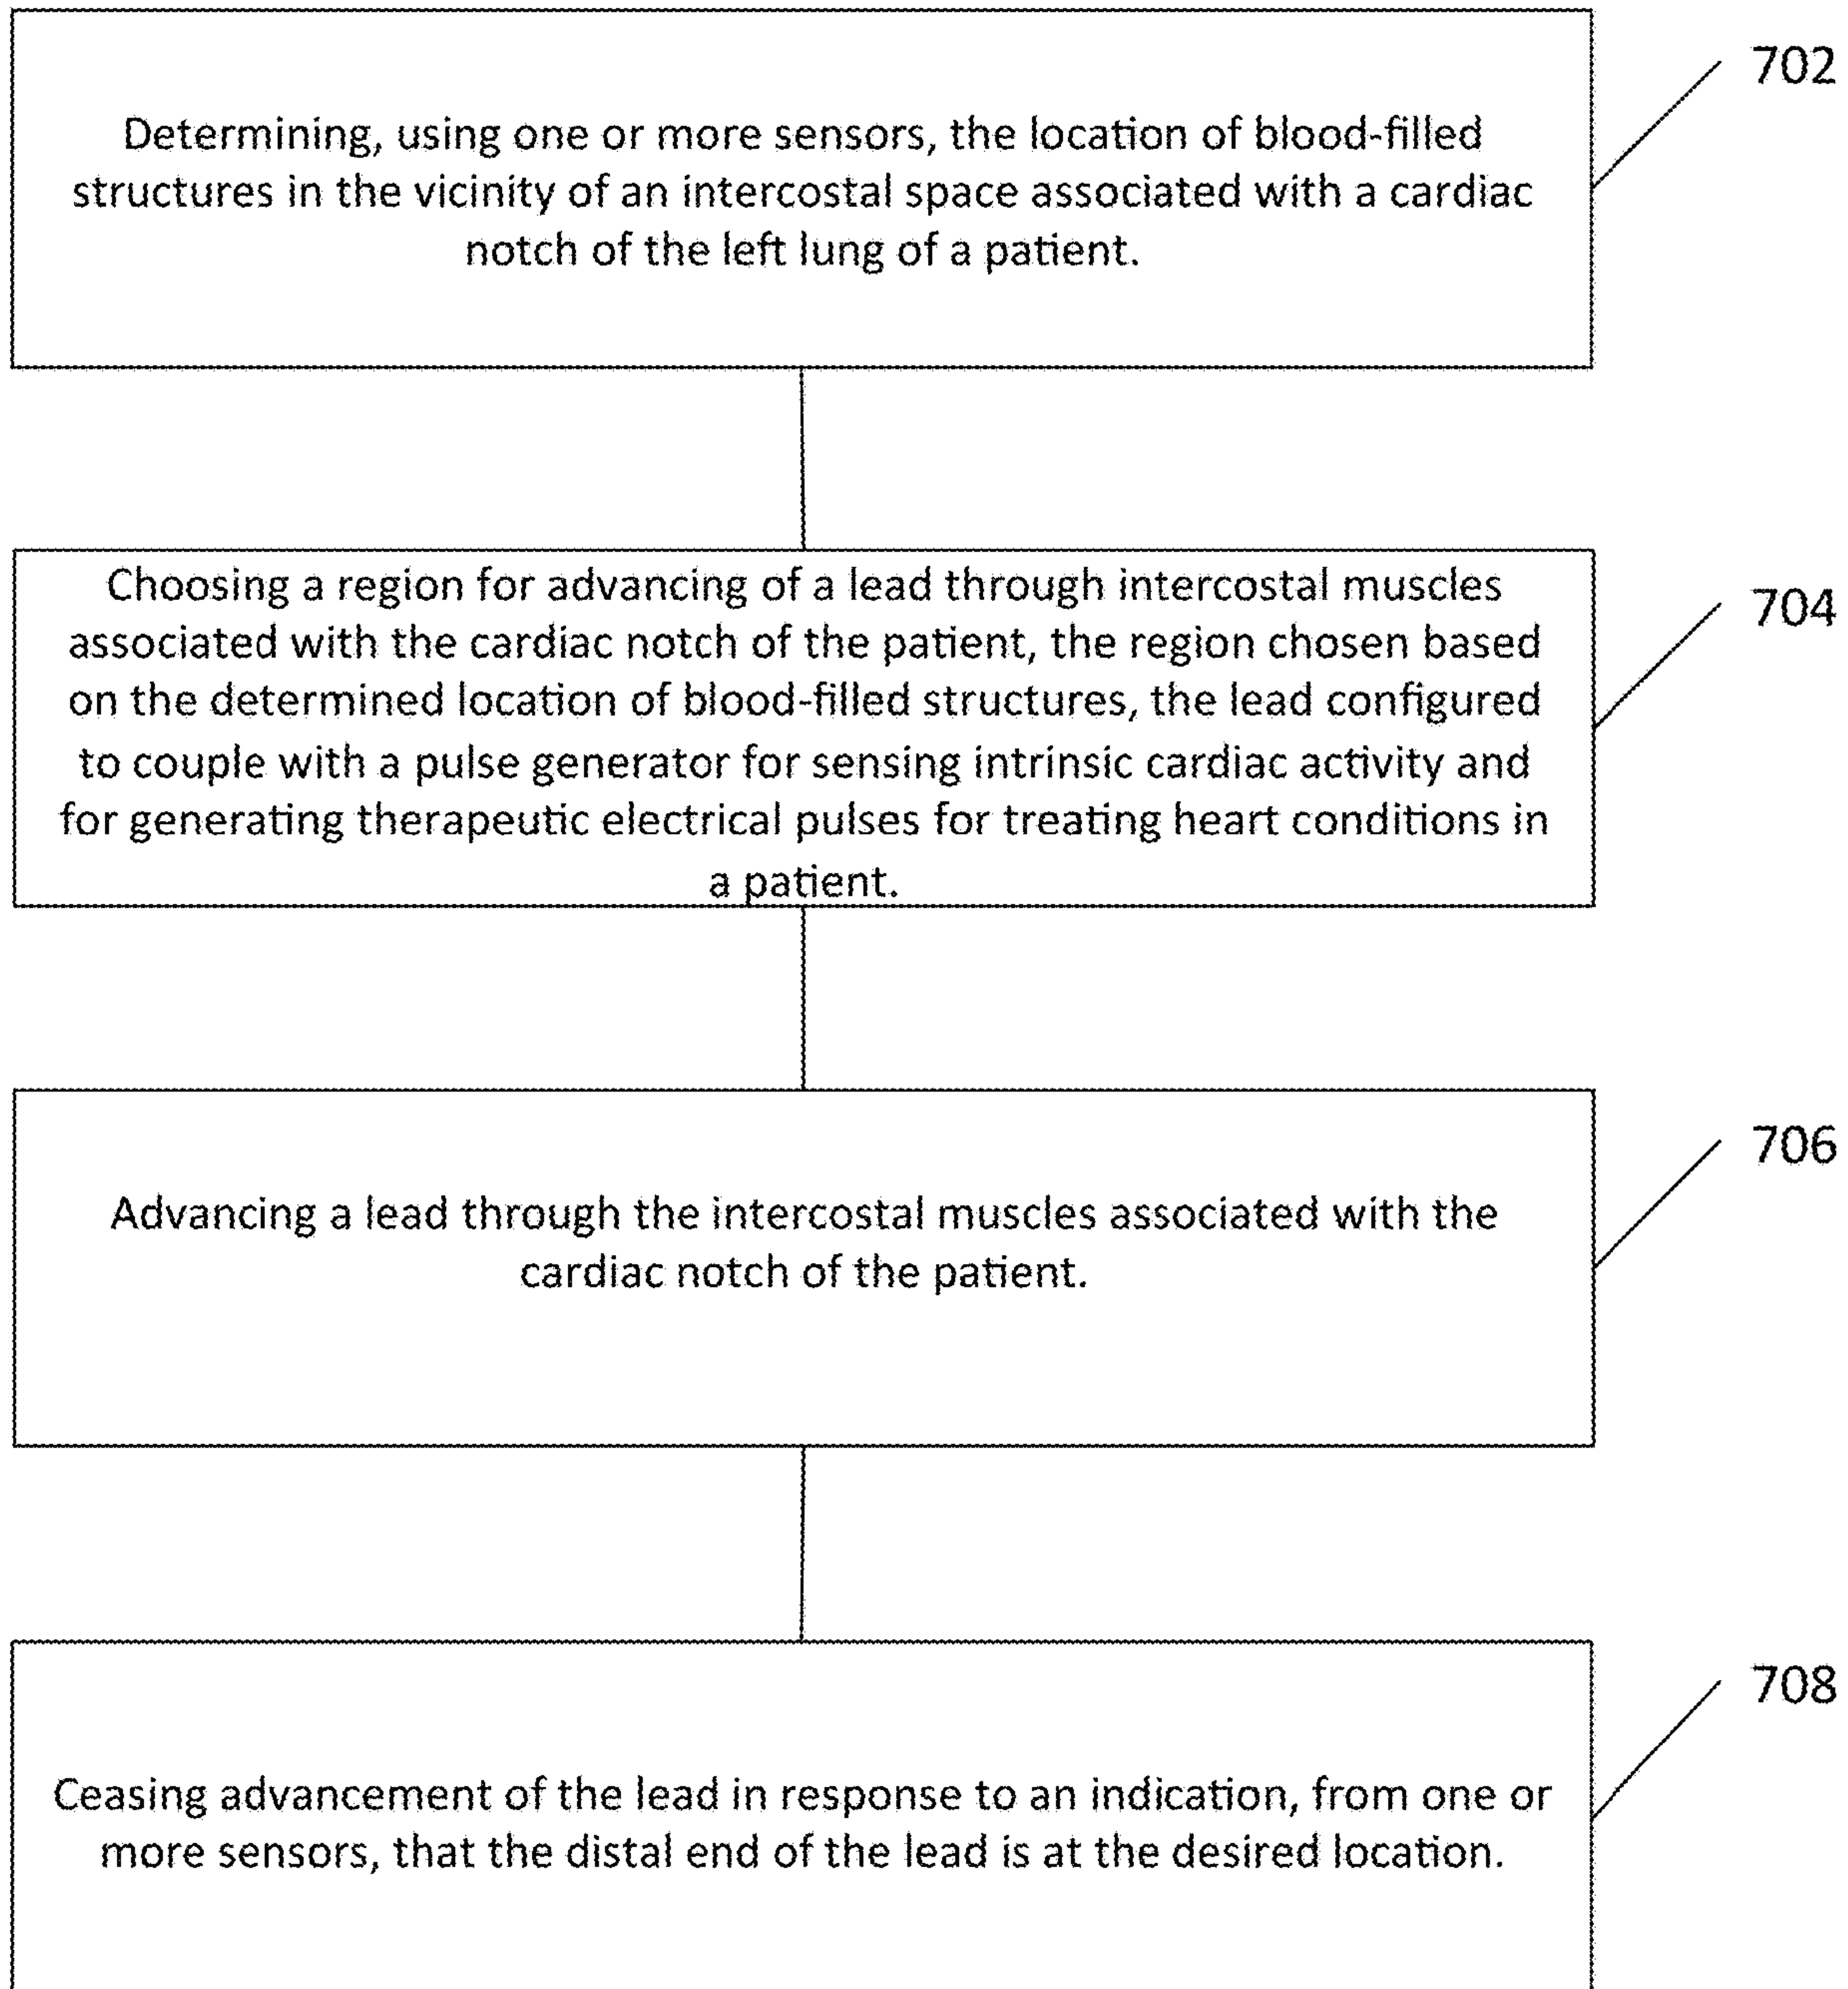 702
Determining, using one or more sensors, the location of blood-filled
structures in the vicinity of an intercostal space associated with a cardiac
notch of the left lung of a patient.
704
Choosing a region for advancing of a lead through intercostal muscles
associated with the cardiac notch of the patient, the region chosen based
on the determined location of blood-filled structures, the lead configured
to couple with a pulse generator for sensing intrinsic cardiac activity and
for generating therapeutic electrical pulses for treating heart conditions in
a patient.
706
Advancing a lead through the intercostal muscles associated with the
cardiac notch of the patient.
708
Ceasing advancement of the lead in response to an indication, from one or
more sensors, that the distal end of the lead is at the desired location.